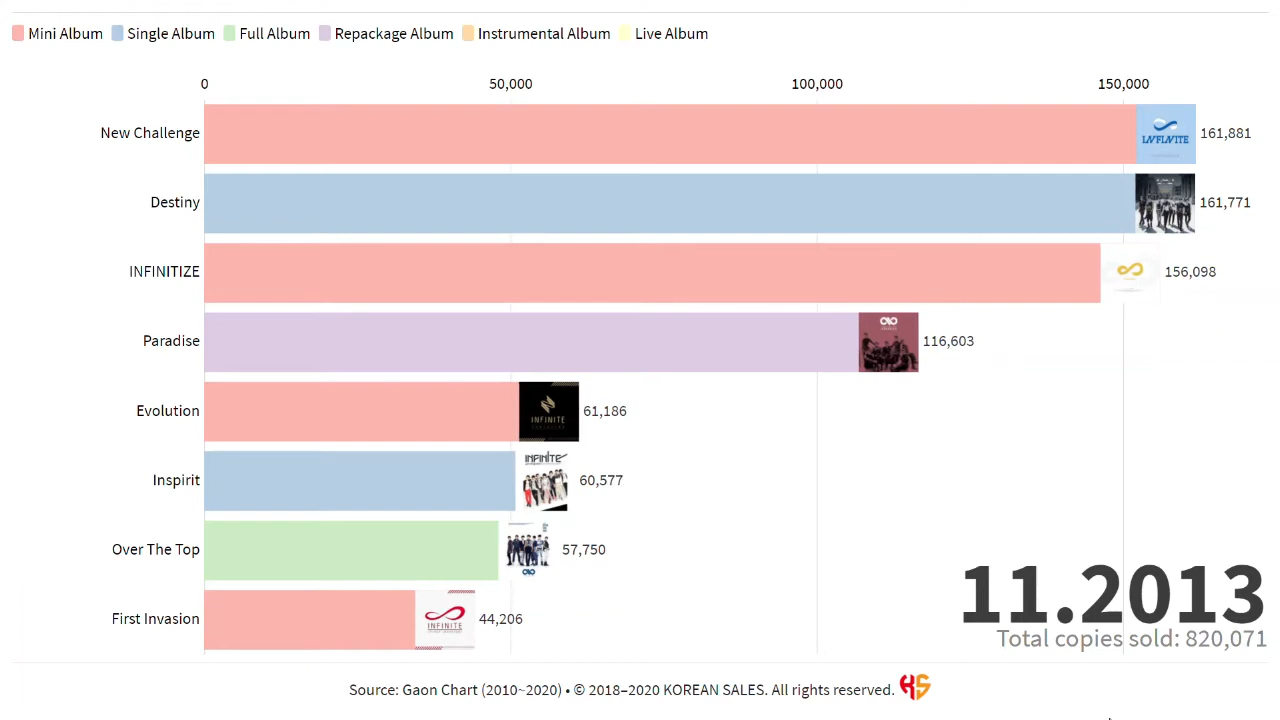 Mini Album Single Album Full Album Repackage Album Instrumental Album Live Album
0 50,000 100,000 150,000
New Challenge INFINITE 161,881
Destiny 161,771
INFINITIZE 156,098
Paradise 116,603
Evolution INFINITE 61,186
Inspirit INFINITE 60,577
Over The Top 57,750
First Invasion INFINITE 44,206
11.2013
Total copies sold: 820,071
Source: Gaon Chart (2010~2020) • © 2018–2020 KOREAN SALES. All rights reserved. KS